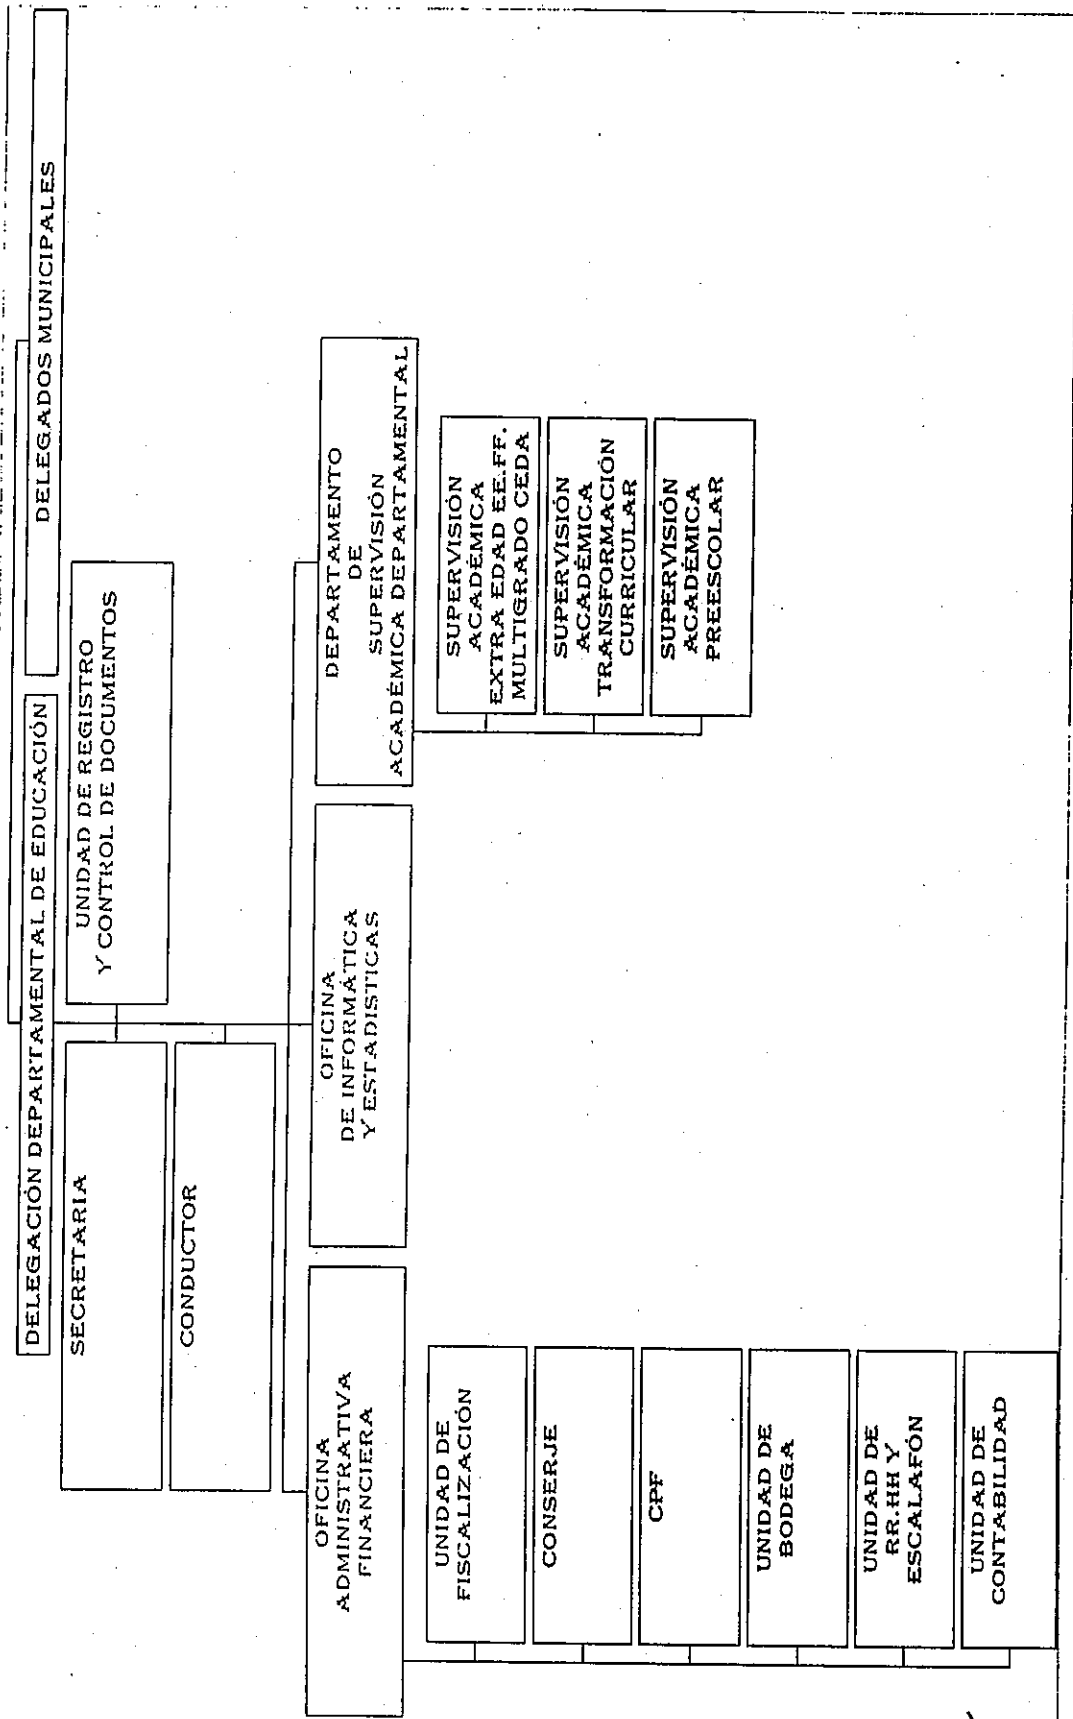 DELEGACIÓN DEPARTAMENTAL DE EDUCACIÓN
DELEGADOS MUNICIPALES
SECRETARIA
UNIDAD DE REGISTRO
Y CONTROL DE DOCUMENTOS
CONDUCTOR
OFICINA
ADMINISTRATIVA
FINANCIERA
OFICINA
DE INFORMÁTICA
Y ESTADISTICAS
DEPARTAMENTO
DE
SUPERVISIÓN
ACADÉMICA DEPARTAMENTAL
UNIDAD DE
FISCALIZACIÓN
CONSERJE
CPF
UNIDAD DE
BODEGA
UNIDAD DE
RR.HH Y
ESCALAFÓN
UNIDAD DE
CONTABILIDAD
SUPERVISIÓN
ACADÉMICA
EXTRA EDAD EE.FF.
MULTIGRADO CEDA
SUPERVISIÓN
ACADÉMICA
TRANSFORMACIÓN
CURRICULAR
SUPERVISIÓN
ACADÉMICA
PREESCOLAR